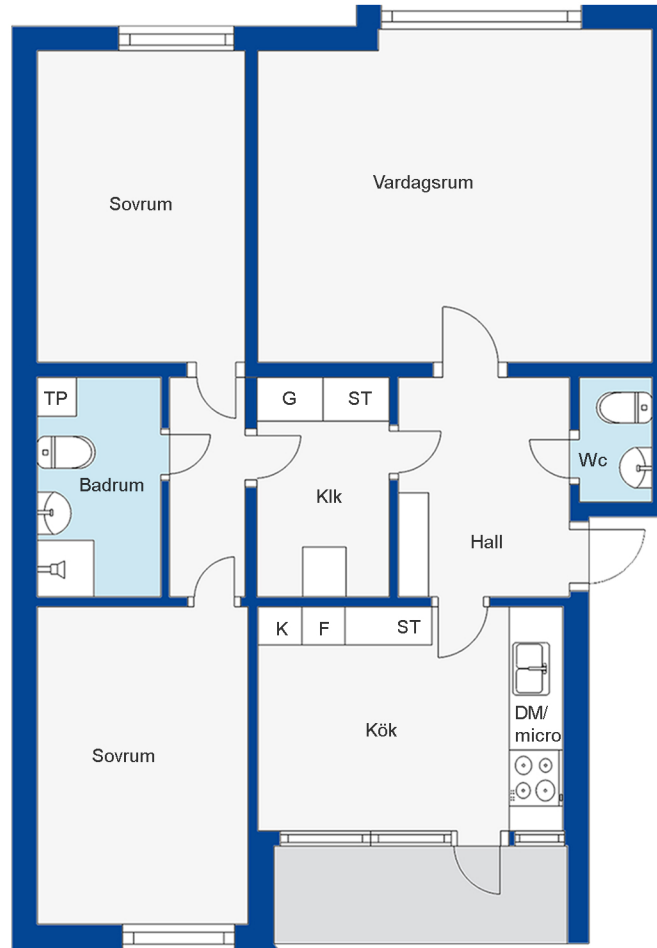 Sovrum
Vardagsrum
TP
G
ST
Badrum
Klk
Wc
Hall
K
F
ST
Sovrum
Kök
DM/
micro